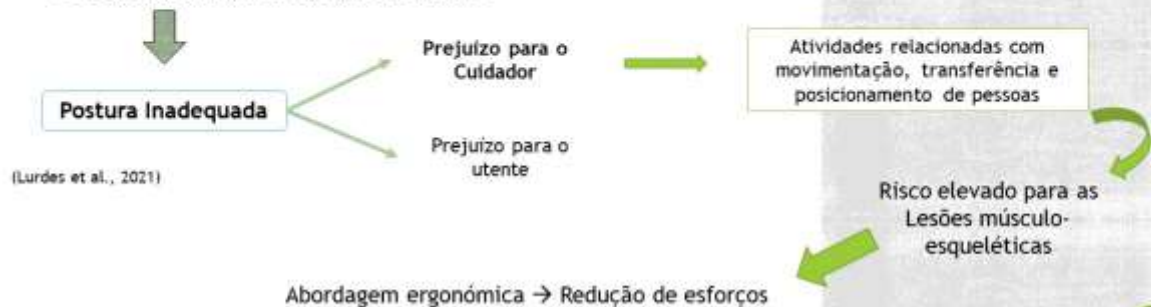 Prejuízo para o
Cuidador
Atividades relacionadas com
movimentação, transferência e
posicionamento de pessoas
Postura Inadequada
Prejuízo para o
utente
(Lurdes et al., 2021)
Risco elevado para as
Lesões músculo-
esqueléticas
Abordagem ergonómica → Redução de esforços